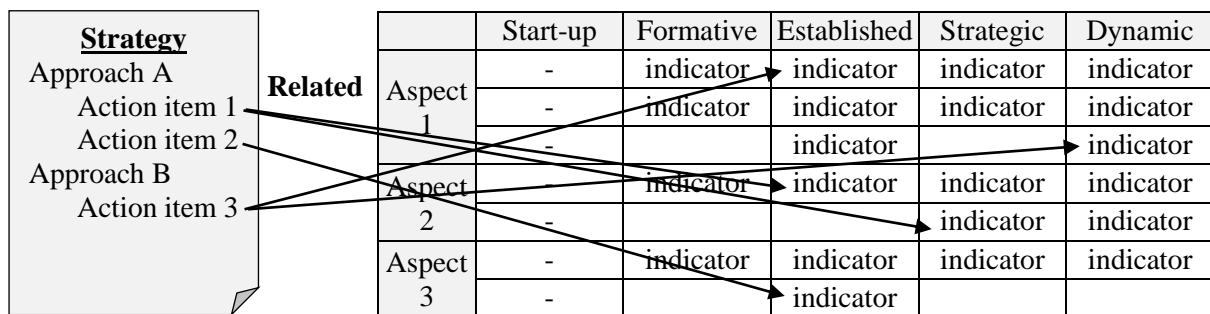 Strategy
Approach A
Action item 1
Action item 2
Approach B
Action item 3
Related
Start-up Formative Established Strategic Dynamic
Aspect 1
- indicator indicator indicator indicator
- indicator indicator indicator indicator
- indicator indicator
Aspect 2
- indicator indicator indicator indicator
- indicator indicator
Aspect 3
- indicator indicator indicator indicator
- indicator